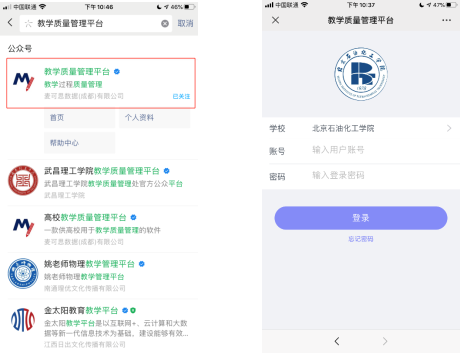 中国联通
下午10:46
46%
教学质量管理平台
取消
公众号
教学质量管理平台
教学过程质量管理
麦可思数据(成都)有限公司
已关注
首页
个人资料
帮助中心
武昌理工学院教学质量管理平台
武昌理工学院教学质量管理处官方公众平台
武昌理工学院
高校教学质量管理平台
一款供高校用于教学质量管理的软件
麦可思数据(成都)有限公司
姚老师物理教学管理平台
姚老师物理教学管理平台
南通理优文化传播有限公司
金太阳教育教学平台
金太阳教学平台是以互联网+、云计算和大数
据等新一代信息技术为基础，建设能够有效...
江西日出文化传播有限公司
中国联通
下午10:37
47%
教学质量管理平台
学校
北京石油化工学院
账号
输入用户账号
密码
输入登录密码
登录
忘记密码